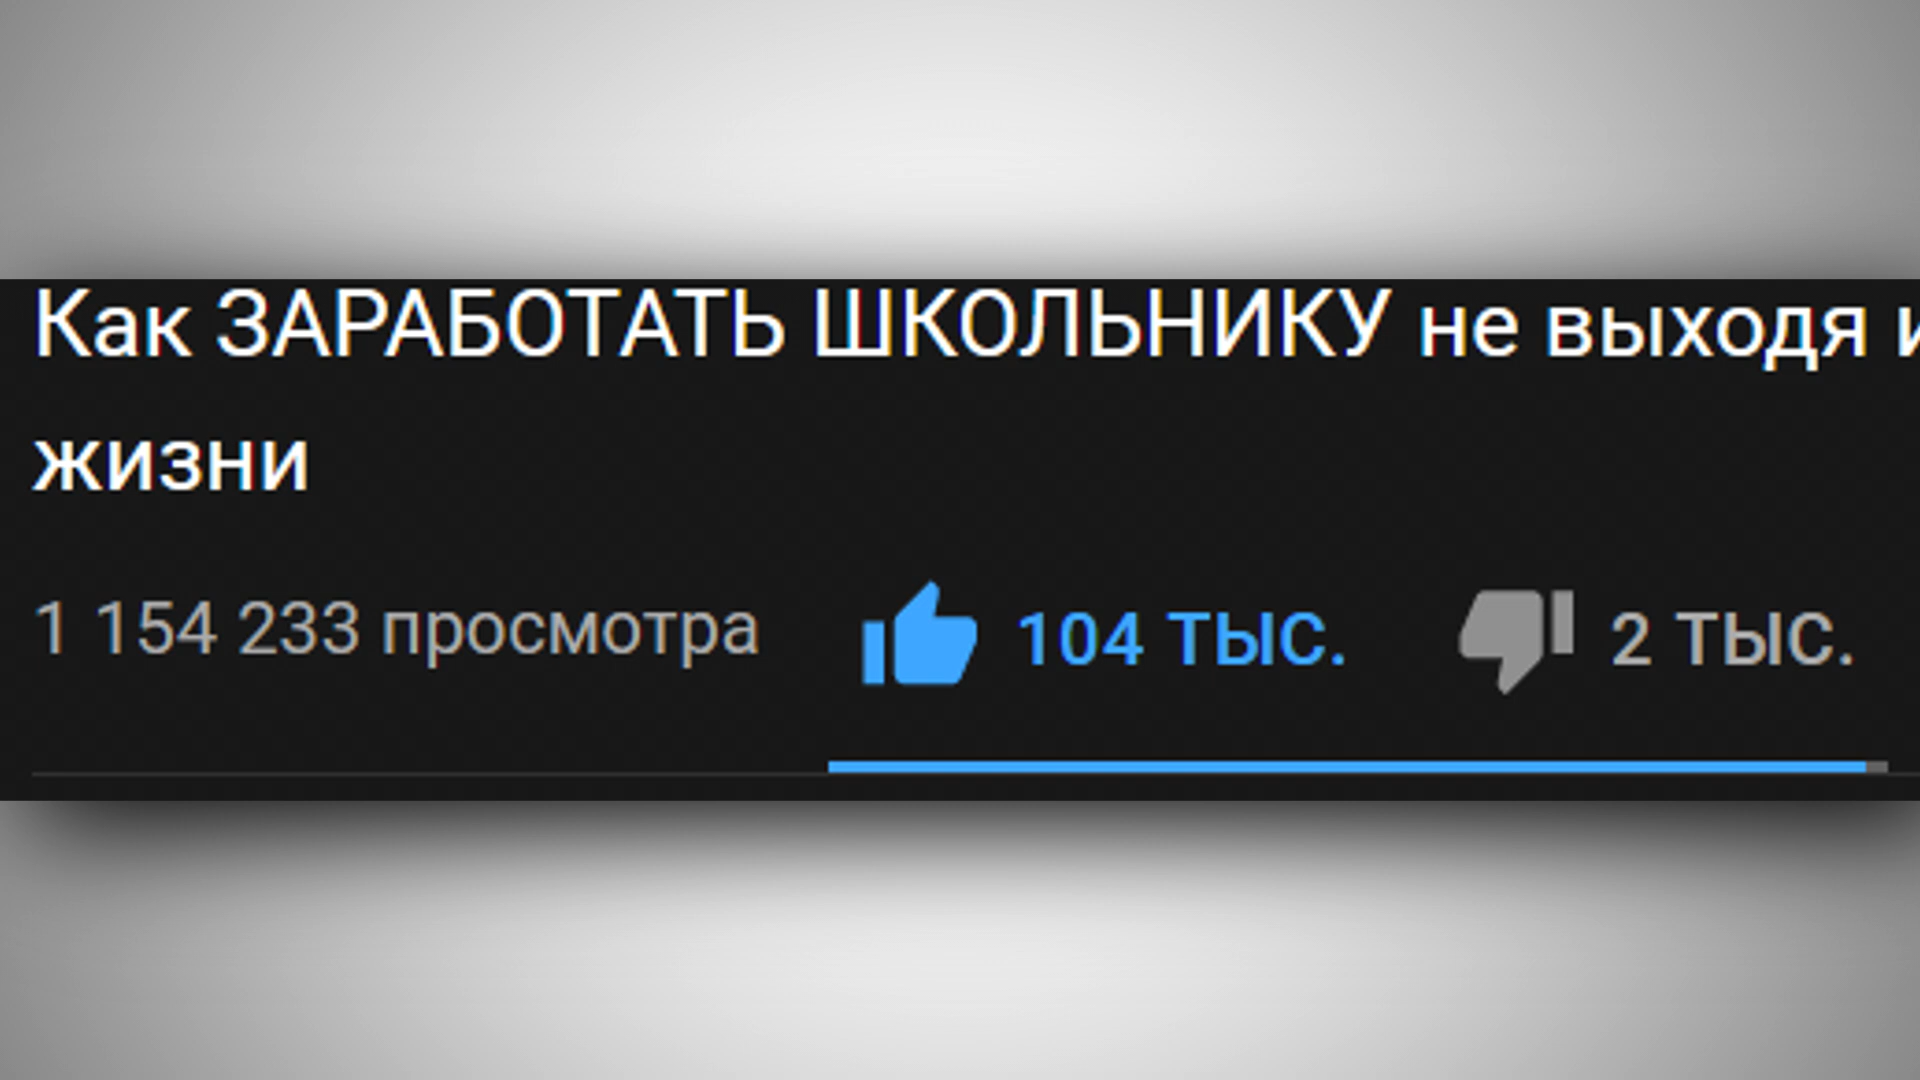 Как ЗАРАБОТАТЬ ШКОЛЬНИКУ не выходя
жизни
1 154 233 просмотра 104 ТЫС. 2 ТЫС.